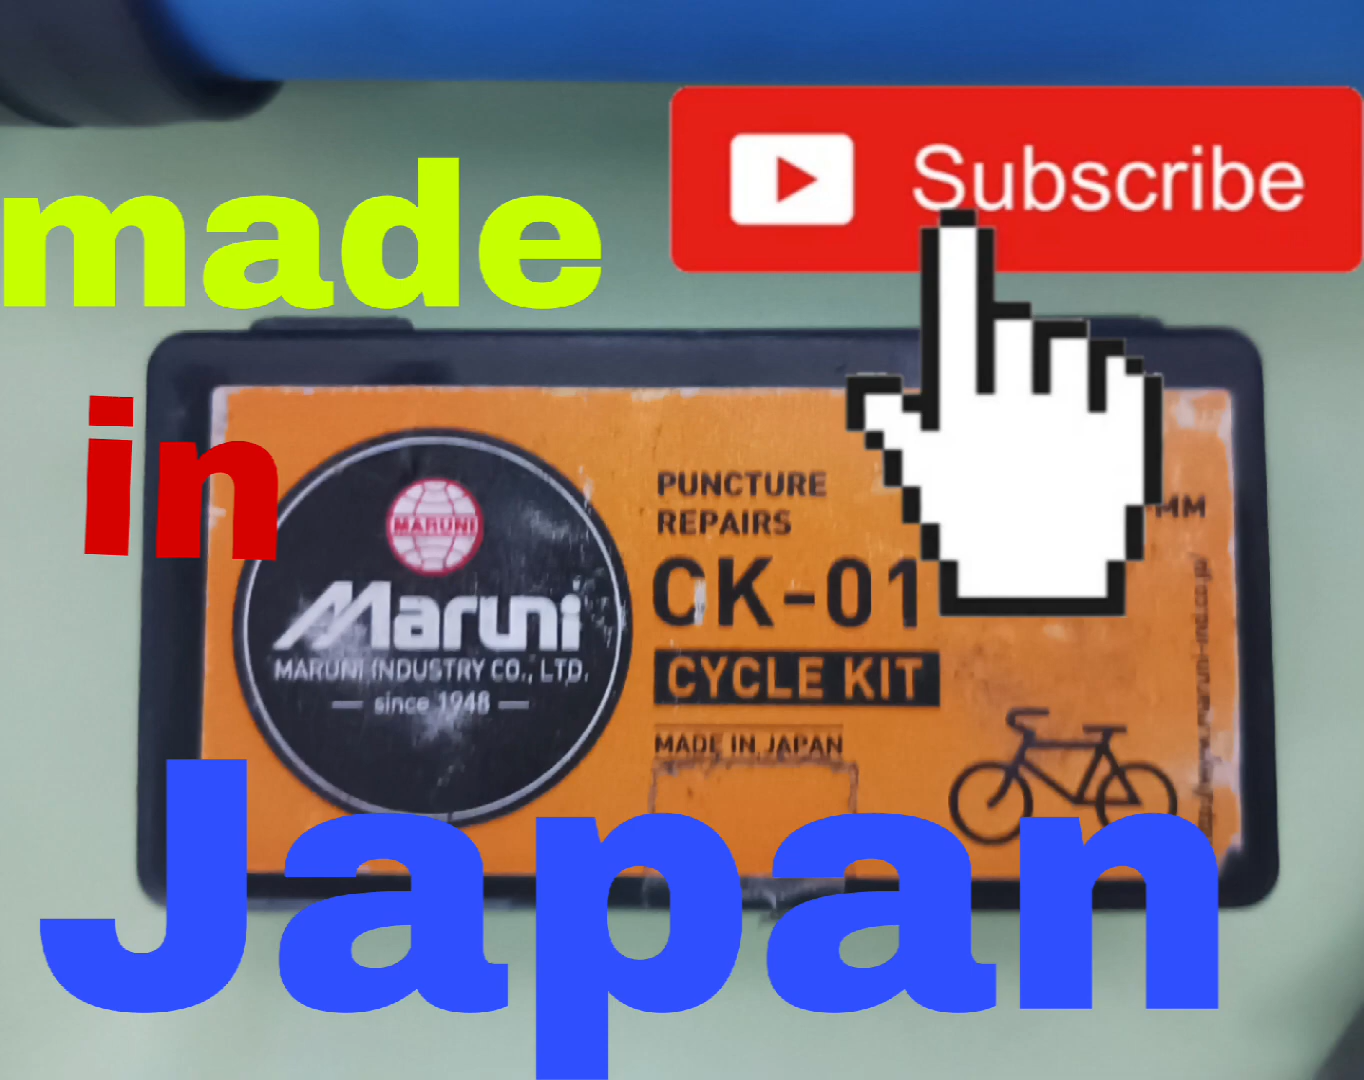 Subscribe
made
in
Japan
MARUNI
Maruni
MARUNI INDUSTRY CO., LTD.
since 1948
PUNCTURE
REPAIRS
CK-01
CYCLE KIT
MADE IN JAPAN
MM